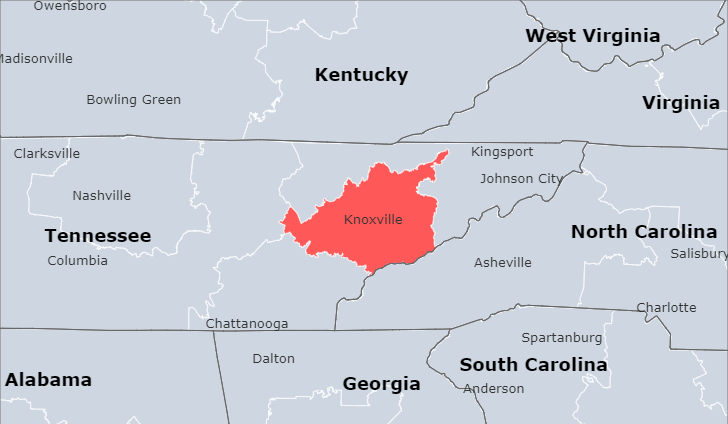 Owensboro
West Virginia
Madisonville
Kentucky
Bowling Green
Virginia
Clarksville
Kingsport
Johnson City
Nashville
Knoxville
Tennessee
North Carolina
Columbia
Asheville
Salisbury
Charlotte
Chattanooga
Spartanburg
Dalton
South Carolina
Alabama
Georgia
Anderson